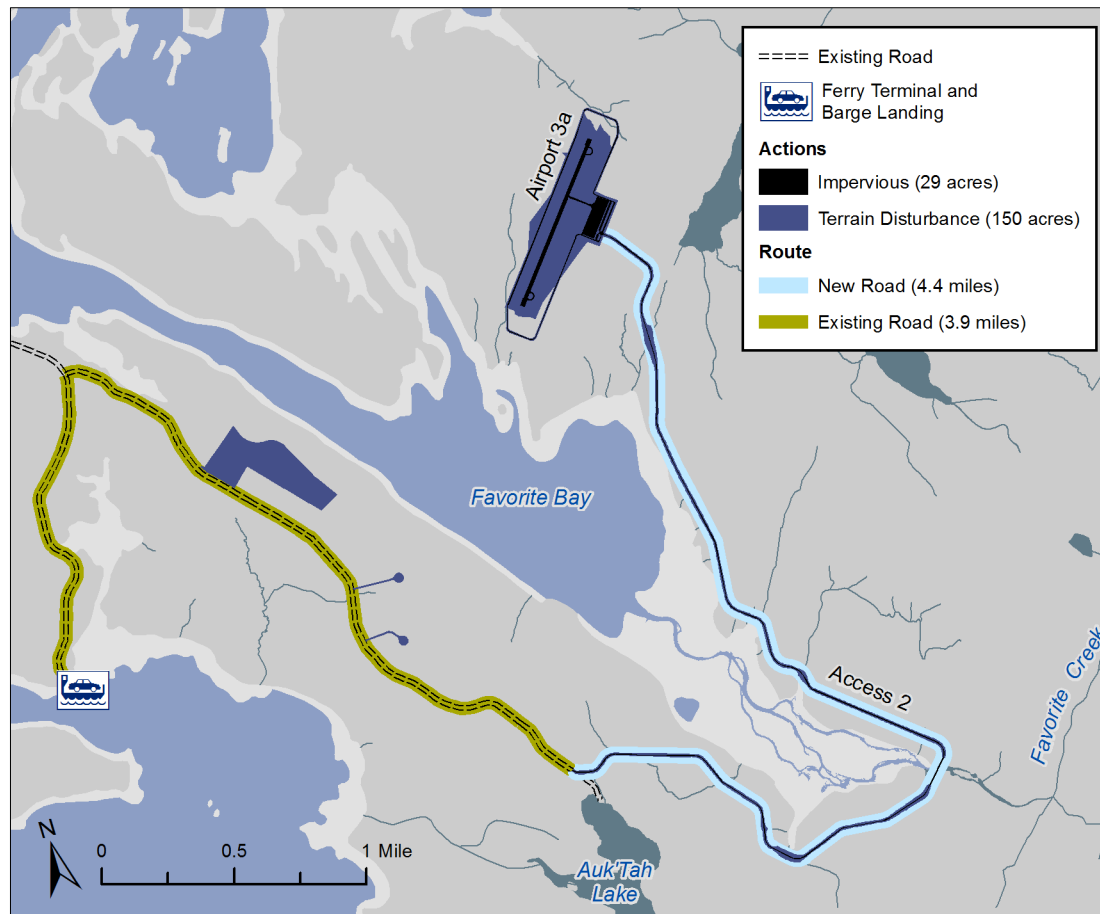 Existing Road
Ferry Terminal and
Barge Landing
Actions
Impervious (29 acres)
Terrain Disturbance (150 acres)
Route
New Road (4.4 miles)
Existing Road (3.9 miles)
Airport 3a
Favorite Bay
Access 2
Favorite Creek
N
0 0.5 1 Mile
Auk'Tah
Lake